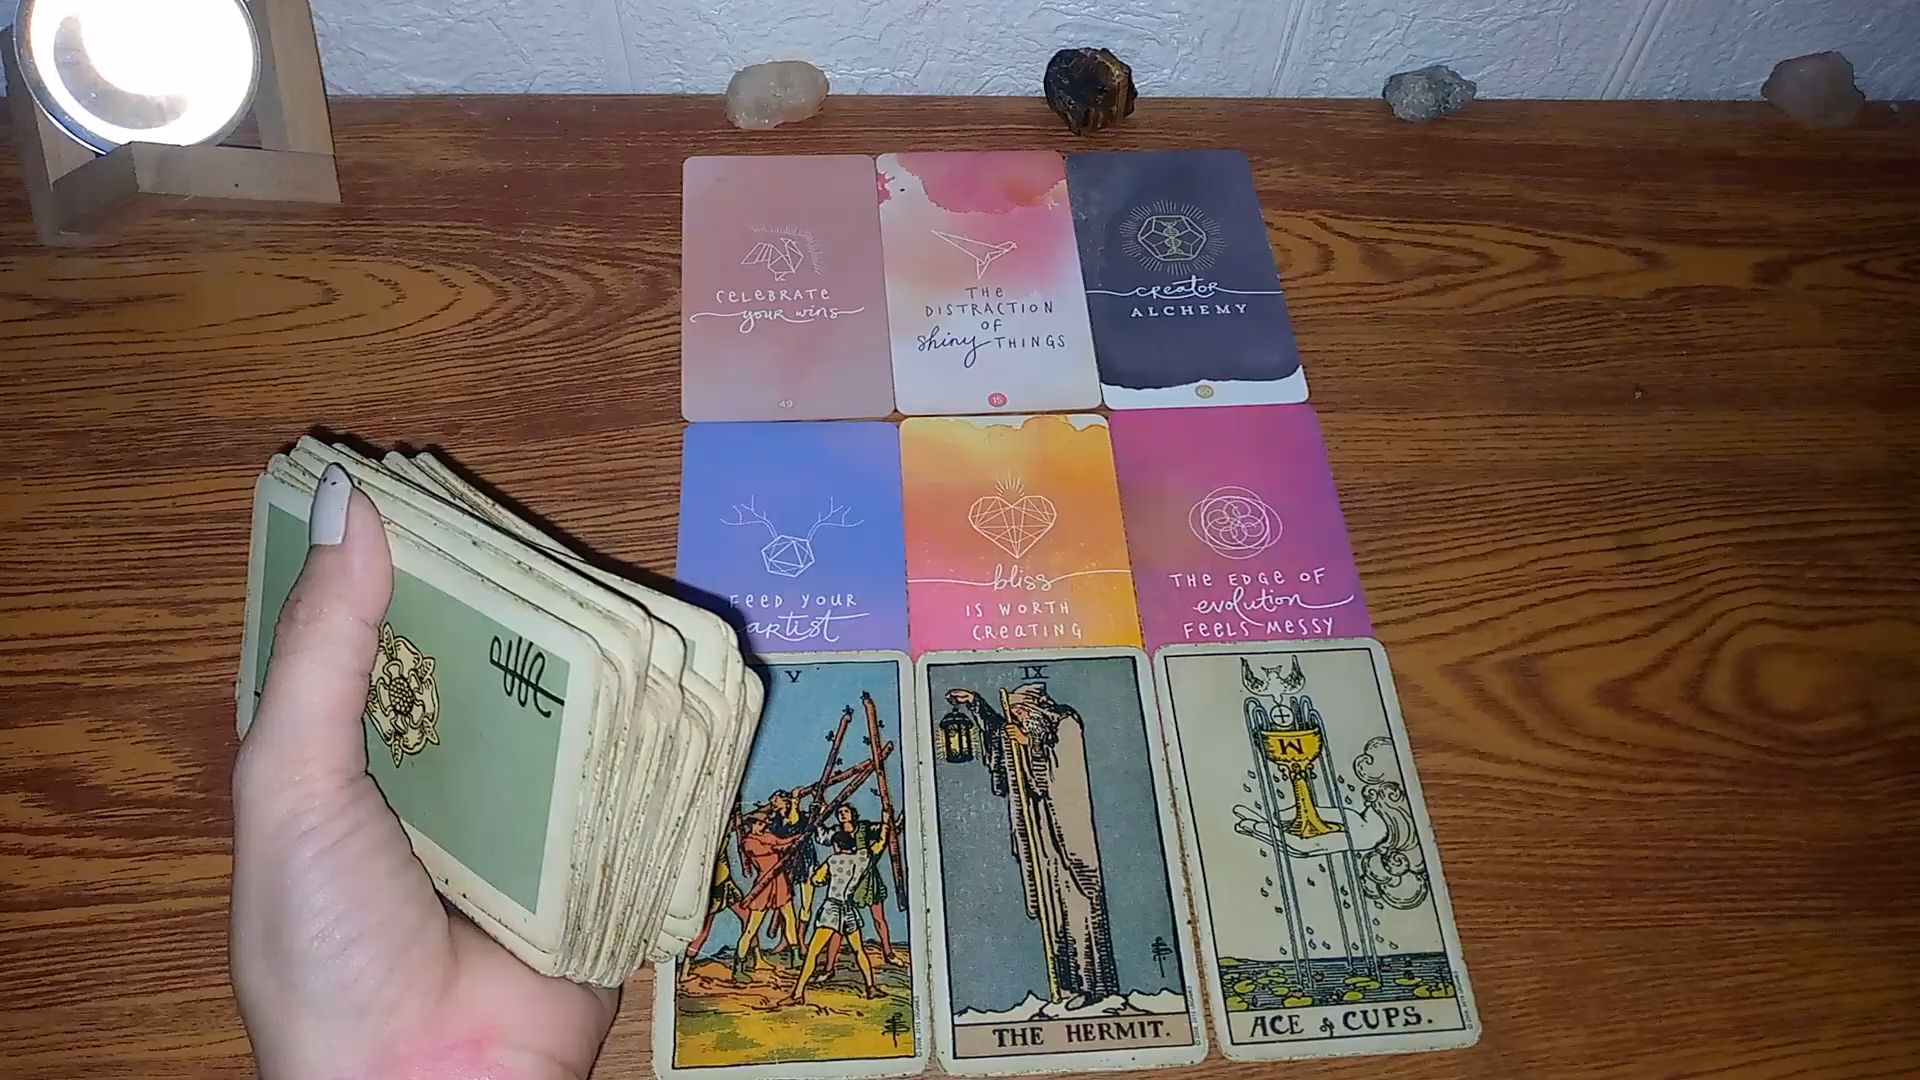 CELEBRATE
your wins
49
THE
DISTRACTION
OF
shiny THINGS
15
creator
ALCHEMY
FEED YOUR
artist
bliss
IS WORTH
CREATING
THE EDGE OF
evolution
FEELS MESSY
V
IX
THE HERMIT.
M
ACE of CUPS.